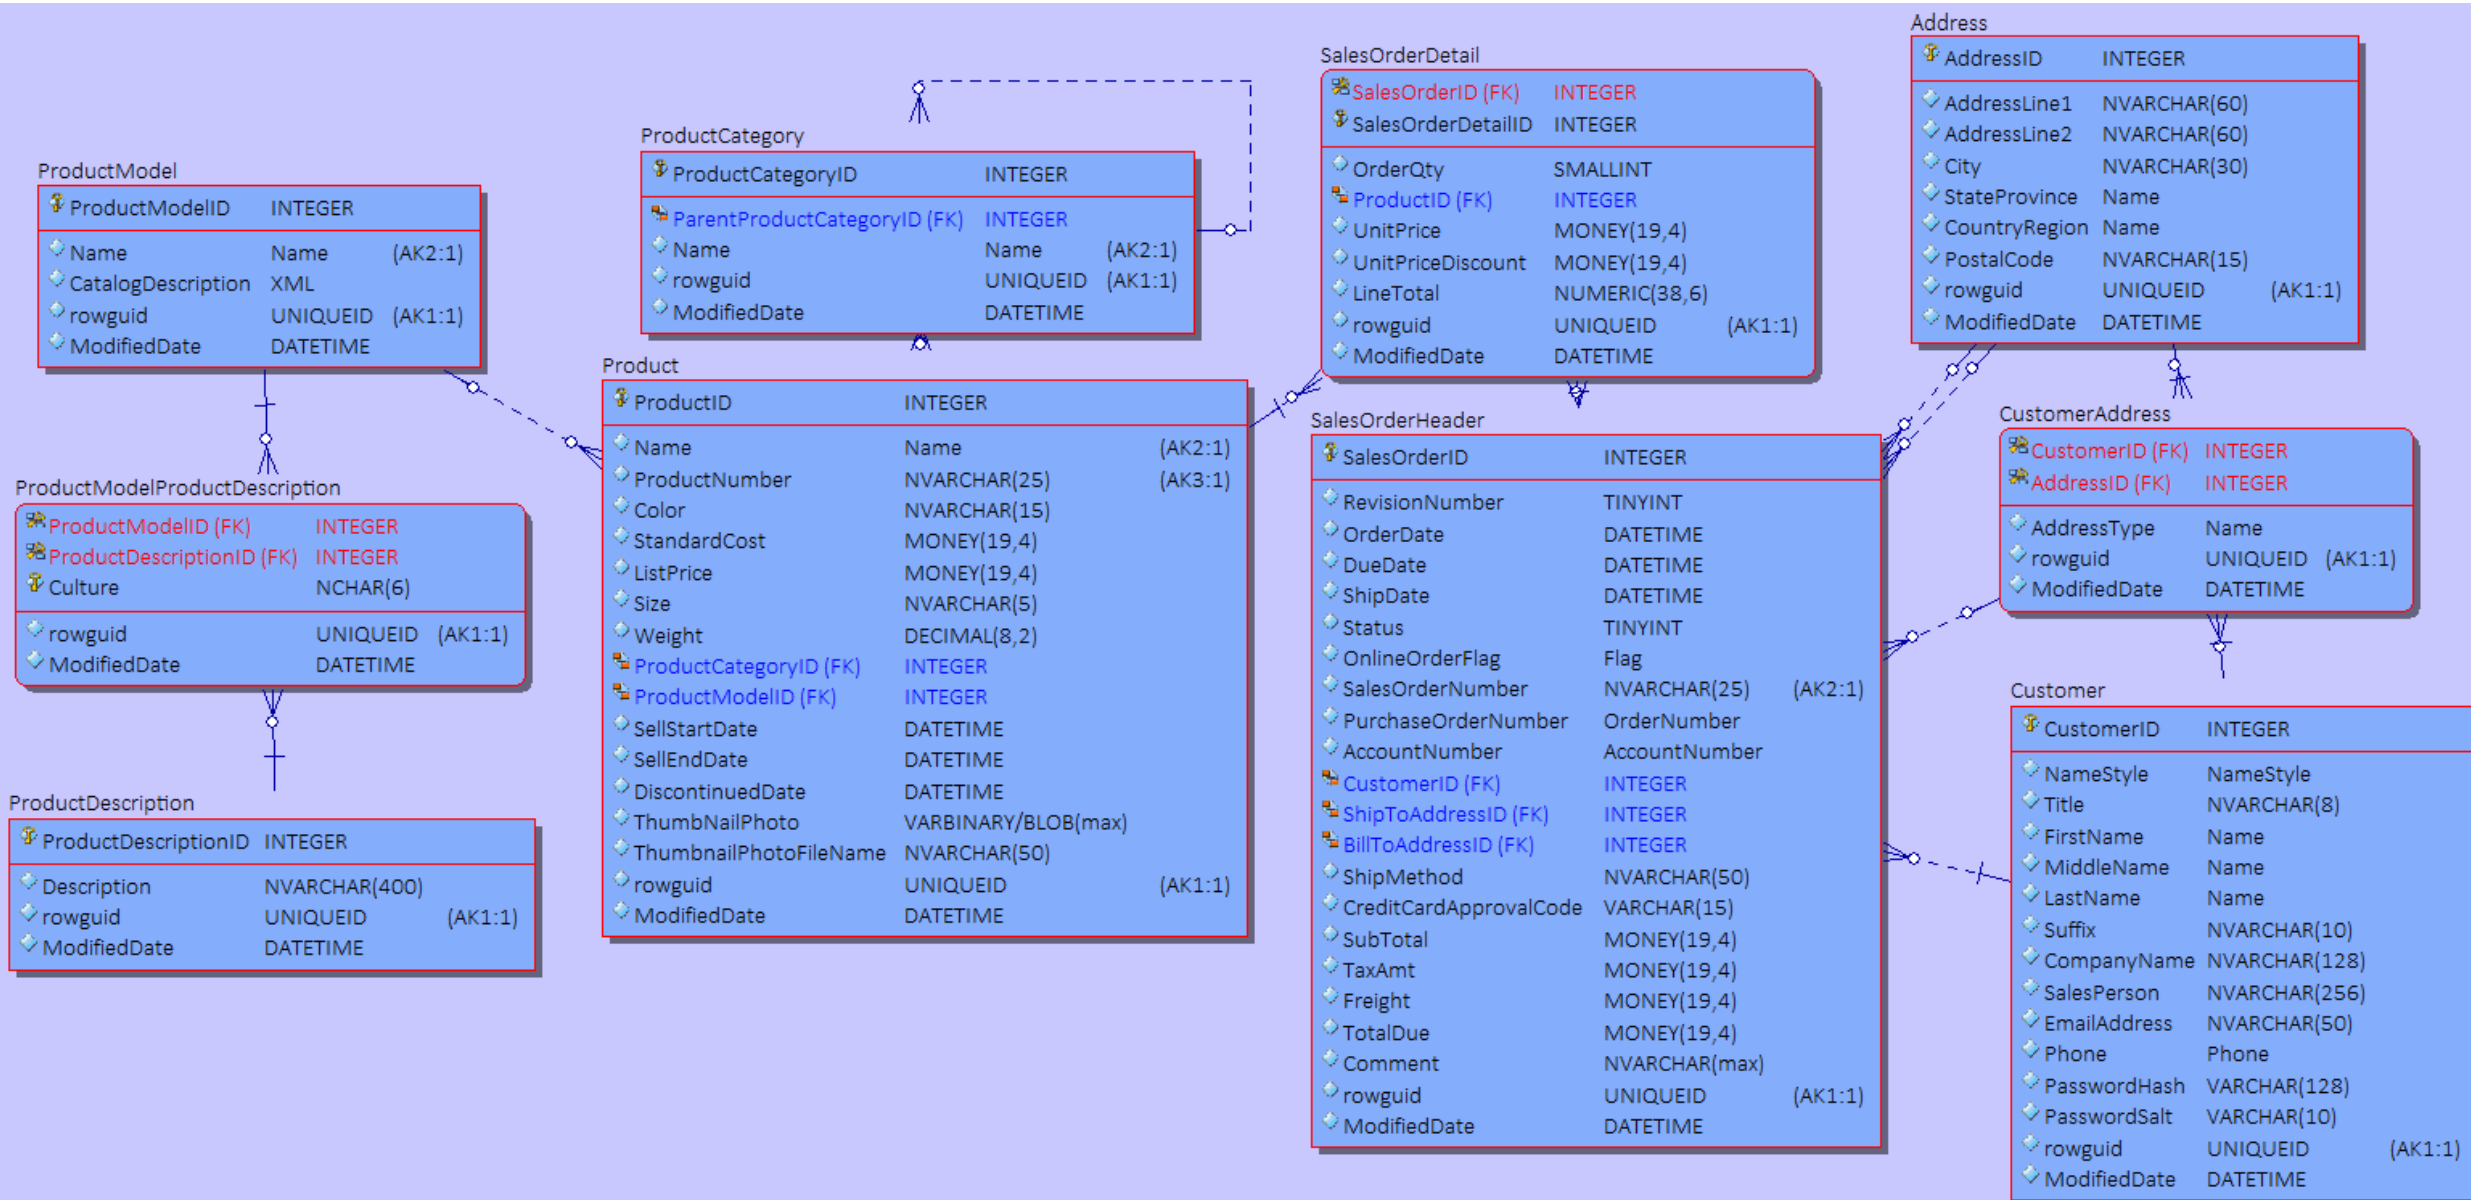 ProductModel
ProductModelID INTEGER
Name Name (AK2:1)
CatalogDescription XML
rowguid UNIQUEID (AK1:1)
ModifiedDate DATETIME
ProductModelProductDescription
ProductModelID (FK) INTEGER
ProductDescriptionID (FK) INTEGER
Culture NCHAR(6)
rowguid UNIQUEID (AK1:1)
ModifiedDate DATETIME
ProductDescription
ProductDescriptionID INTEGER
Description NVARCHAR(400)
rowguid UNIQUEID (AK1:1)
ModifiedDate DATETIME
ProductCategory
ProductCategoryID INTEGER
ParentProductCategoryID (FK) INTEGER
Name Name (AK2:1)
rowguid UNIQUEID (AK1:1)
ModifiedDate DATETIME
Product
ProductID INTEGER
Name Name (AK2:1)
ProductNumber NVARCHAR(25) (AK3:1)
Color NVARCHAR(15)
StandardCost MONEY(19,4)
ListPrice MONEY(19,4)
Size NVARCHAR(5)
Weight DECIMAL(8,2)
ProductCategoryID (FK) INTEGER
ProductModelID (FK) INTEGER
SellStartDate DATETIME
SellEndDate DATETIME
DiscontinuedDate DATETIME
ThumbNailPhoto VARBINARY/BLOB(max)
ThumbnailPhotoFileName NVARCHAR(50)
rowguid UNIQUEID (AK1:1)
ModifiedDate DATETIME
SalesOrderDetail
SalesOrderID (FK) INTEGER
SalesOrderDetailID INTEGER
OrderQty SMALLINT
ProductID (FK) INTEGER
UnitPrice MONEY(19,4)
UnitPriceDiscount MONEY(19,4)
LineTotal NUMERIC(38,6)
rowguid UNIQUEID (AK1:1)
ModifiedDate DATETIME
SalesOrderHeader
SalesOrderID INTEGER
RevisionNumber TINYINT
OrderDate DATETIME
DueDate DATETIME
ShipDate DATETIME
Status TINYINT
OnlineOrderFlag Flag
SalesOrderNumber NVARCHAR(25) (AK2:1)
PurchaseOrderNumber OrderNumber
AccountNumber AccountNumber
CustomerID (FK) INTEGER
ShipToAddressID (FK) INTEGER
BillToAddressID (FK) INTEGER
ShipMethod NVARCHAR(50)
CreditCardApprovalCode VARCHAR(15)
SubTotal MONEY(19,4)
TaxAmt MONEY(19,4)
Freight MONEY(19,4)
TotalDue MONEY(19,4)
Comment NVARCHAR(max)
rowguid UNIQUEID (AK1:1)
ModifiedDate DATETIME
Address
AddressID INTEGER
AddressLine1 NVARCHAR(60)
AddressLine2 NVARCHAR(60)
City NVARCHAR(30)
StateProvince Name
CountryRegion Name
PostalCode NVARCHAR(15)
rowguid UNIQUEID (AK1:1)
ModifiedDate DATETIME
CustomerAddress
CustomerID (FK) INTEGER
AddressID (FK) INTEGER
AddressType Name
rowguid UNIQUEID (AK1:1)
ModifiedDate DATETIME
Customer
CustomerID INTEGER
NameStyle NameStyle
Title NVARCHAR(8)
FirstName Name
MiddleName Name
LastName Name
Suffix NVARCHAR(10)
CompanyName NVARCHAR(128)
SalesPerson NVARCHAR(256)
EmailAddress NVARCHAR(50)
Phone Phone
PasswordHash VARCHAR(128)
PasswordSalt VARCHAR(10)
rowguid UNIQUEID (AK1:1)
ModifiedDate DATETIME